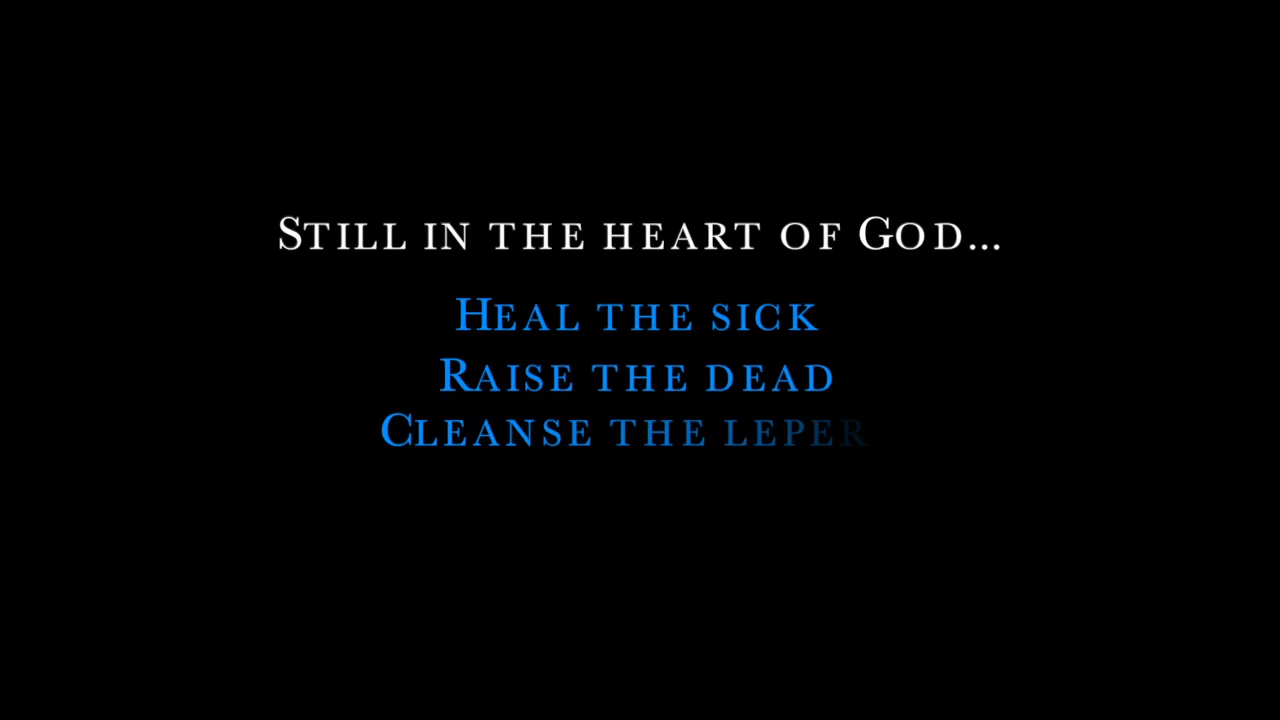 Still in the heart of God...
Heal the sick
Raise the dead
Cleanse the leper